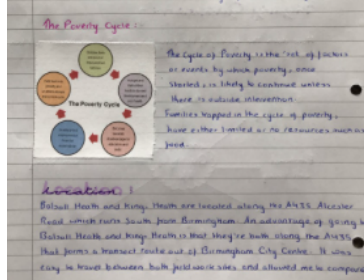 The Poverty Cycle:
The Poverty Cycle
The Cycle of Poverty is the 'set of factors
or events by which poverty, once
started, is likely to continue unless
there is outside intervention.
Families trapped in the cycle of poverty,
have either limited or no resources such as
food.
Location:
Balsall Heath and Kings Heath are located along the A435 Alcester
Road which runs south from Birmingham. An advantage of going to
Balsall Heath and Kings Heath is that they're both along the A435
that forms a transect route out of Birmingham City Centre. It was
easy to travel between both field work sites and allowed me to